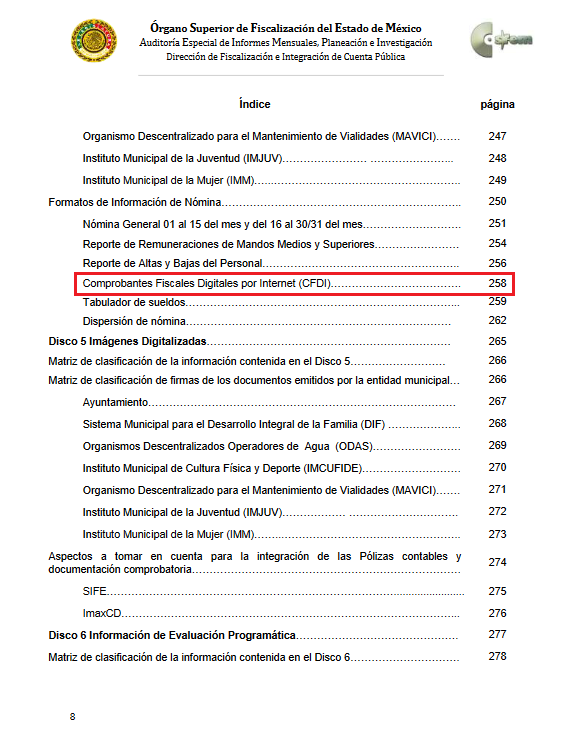 Órgano Superior de Fiscalización del Estado de México
Auditoría Especial de Informes Mensuales, Planeación e Investigación
Dirección de Fiscalización e Integración de Cuenta Pública
osfem
Índice página
Organismo Descentralizado para el Mantenimiento de Vialidades (MAVICI)……. 247
Instituto Municipal de la Juventud (IMJUV)………………… …………………….. 248
Instituto Municipal de la Mujer (IMM)…………………………………………….. 249
Formatos de Información de Nómina…………………………………………………….. 250
Nómina General 01 al 15 del mes y del 16 al 30/31 del mes…………………… 251
Reporte de Remuneraciones de Mandos Medios y Superiores………………… 254
Reporte de Altas y Bajas del Personal…………………………………………… 256
Comprobantes Fiscales Digitales por Internet (CFDI)……………………………… 258
Tabulador de sueldos……………………………………………………………….. 259
Dispersión de nómina……………………………………………………………… 262
Disco 5 Imágenes Digitalizadas…………………………………………………………… 265
Matriz de clasificación de la información contenida en el Disco 5…………………… 266
Matriz de clasificación de firmas de los documentos emitidos por la entidad municipal… 266
Ayuntamiento………………………………………………………………………… 267
Sistema Municipal para el Desarrollo Integral de la Familia (DIF) ……………….. 268
Organismos Descentralizados Operadores de Agua (ODAS)…………………… 269
Instituto Municipal de Cultura Física y Deporte (IMCUFIDE)……………………… 270
Organismo Descentralizado para el Mantenimiento de Vialidades (MAVICI)……. 271
Instituto Municipal de la Juventud (IMJUV)……………. …………………………. 272
Instituto Municipal de la Mujer (IMM)……………………………………………… 273
Aspectos a tomar en cuenta para la integración de las Pólizas contables y
documentación comprobatoria……………………………………………………………… 274
SIFE……………………………………………………………………........................ 275
ImaxCD……………………………………………………………………………….. 276
Disco 6 Información de Evaluación Programática……………………………………… 277
Matriz de clasificación de la información contenida en el Disco 6……………………… 278
8